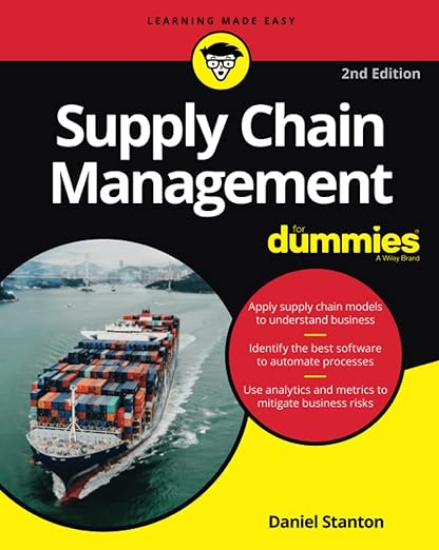 LEARNING MADE EASY
2nd Edition
Supply Chain
Management
for
dummies®
A Wiley Brand
Apply supply chain models
to understand business
Identify the best software
to automate processes
Use analytics and metrics to
mitigate business risks
Daniel Stanton